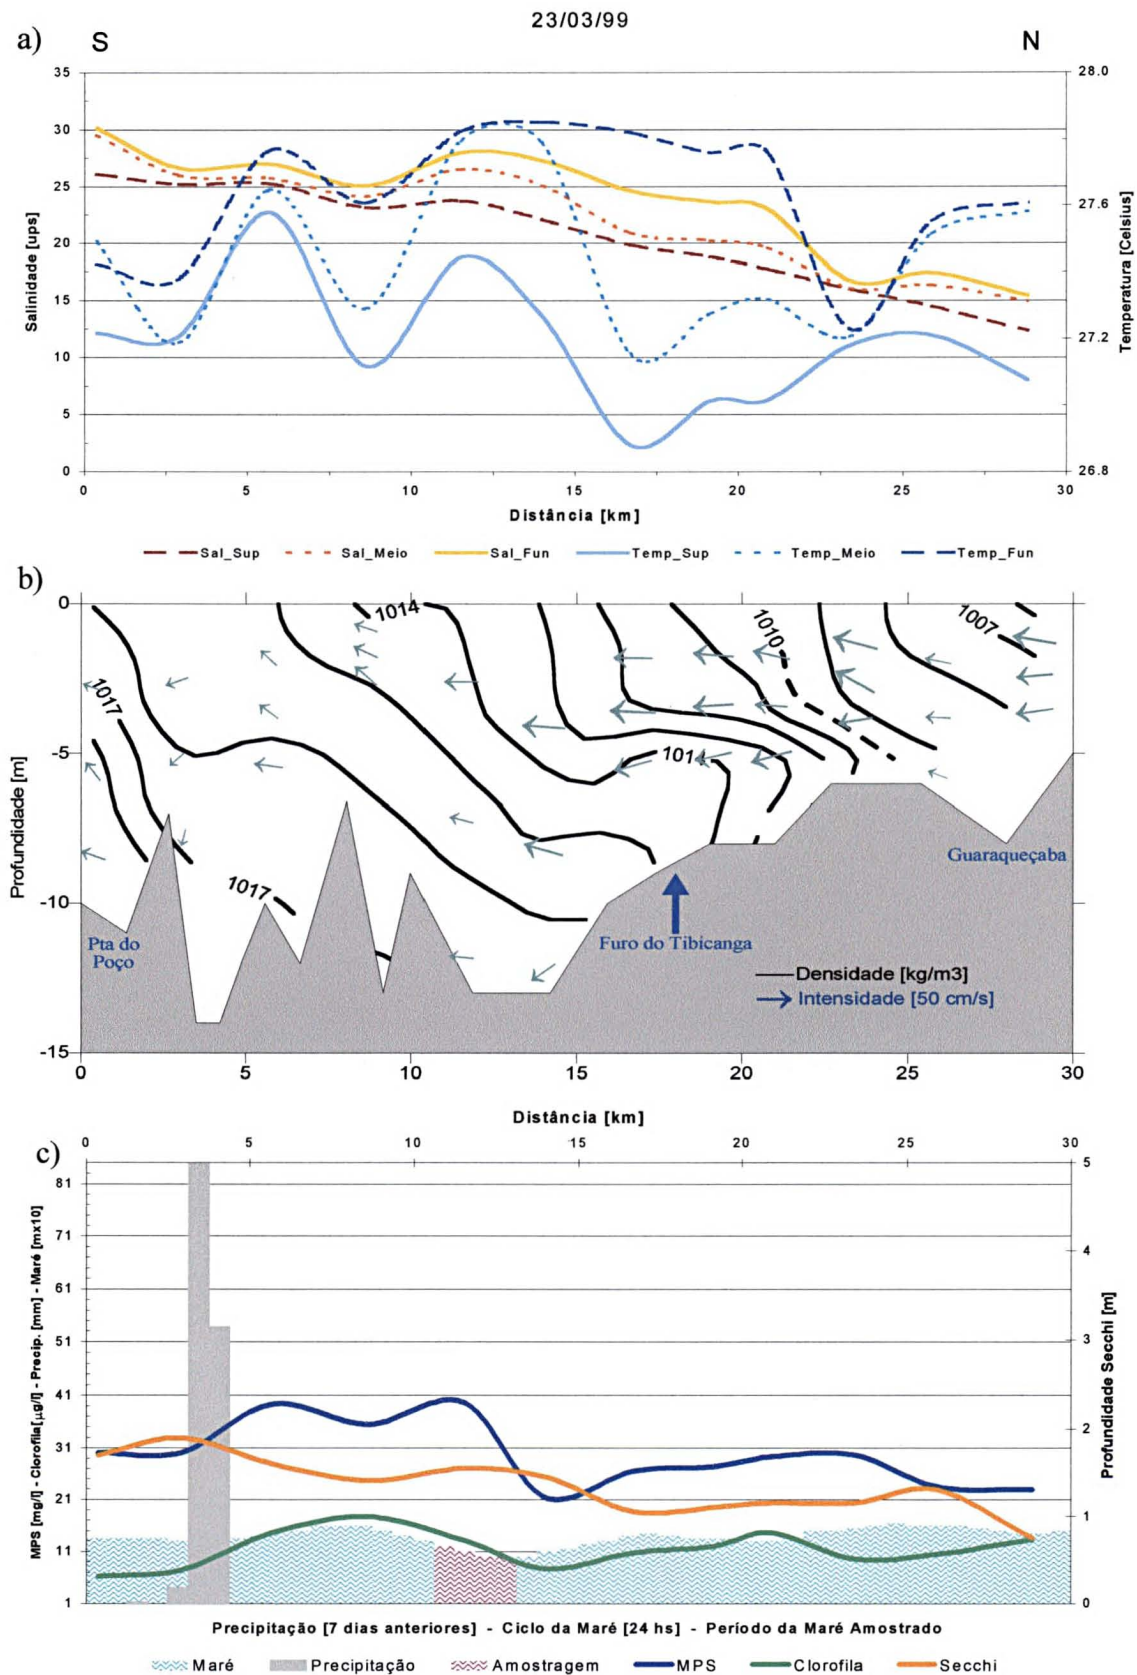 23/03/99
a)
S
N
35
30
25
20
15
10
5
0
Salinidade [ups]
28.0
27.6
27.2
26.8
Temperatura [Celsius]
0
5
10
15
20
25
30
Distância [km]
Sal_Sup
Sal_Meio
Sal_Fun
Temp_Sup
Temp_Meio
Temp_Fun
b)
0
-5
-10
-15
Profundidade [m]
1014
1010
1007
1017
1014
1017
Guaraqueçaba
Pta do
Poço
Furo do Tibicanga
Densidade [kg/m3]
Intensidade [50 cm/s]
0
5
10
15
20
25
30
Distância [km]
c)
0
5
10
15
20
25
30
81
71
61
51
41
31
21
11
1
MPS [mg/l] - Clorofila[µg/l] - Precip. [mm] - Maré [mx10]
5
4
3
2
1
0
Profundidade Secchi [m]
Precipitação [7 dias anteriores] - Ciclo da Maré [24 hs] - Período da Maré Amostrado
Maré
Precipitação
Amostragem
MPS
Clorofila
Secchi